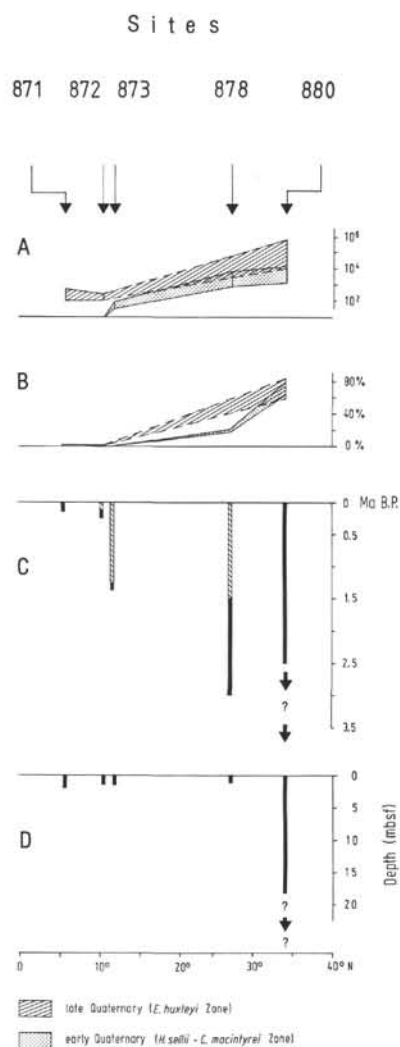 Sites
871 872 873 878 880
A
10⁶
10⁴
10²
B
80%
40%
0%
C
0 Ma B.P.
0.5
1.5
2.5
?
3.5
D
0
5
10
15
20
?
?
Depth (mbsf)
0 10° 20° 30° 40° N
late Quaternary (E. huxleyi Zone)
early Quaternary (H. sellii - C. macintyrei Zone)